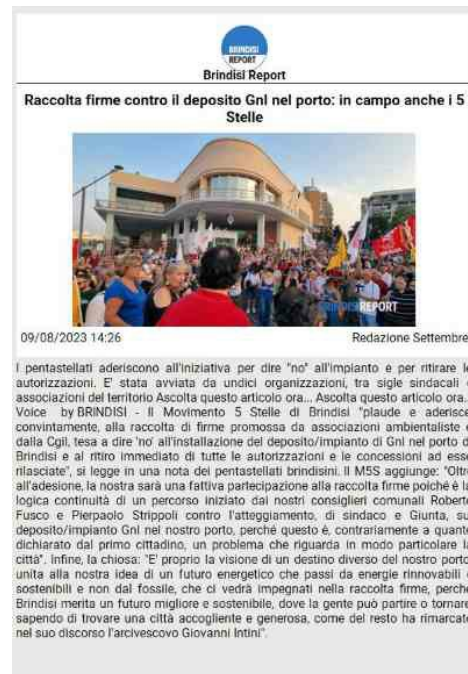 BRINDISI
REPORT
Brindisi Report
Raccolta firme contro il deposito Gnl nel porto: in campo anche i 5
Stelle
BRINDISIREPORT
09/08/2023 14:26
Redazione Settembre
I pentastellati aderiscono all'iniziativa per dire "no" all'impianto e per ritirare le
autorizzazioni. E' stata avviata da undici organizzazioni, tra sigle sindacali
associazioni del territorio Ascolta questo articolo ora... Ascolta questo articolo ora...
Voice by BRINDISI - Il Movimento 5 Stelle di Brindisi "plaude e aderisce
convintamente, alla raccolta di firme promossa da associazioni ambientaliste
dalla Cgil, tesa a dire 'no' all'installazione del deposito/impianto di Gnl nel porto d
Brindisi e al ritiro immediato di tutte le autorizzazioni e le concessioni ad esse
rilasciate", si legge in una nota dei pentastellati brindisini. Il M5S aggiunge: "Oltre
all'adesione, la nostra sarà una fattiva partecipazione alla raccolta firme poiché è la
logica continuità di un percorso iniziato dai nostri consiglieri comunali Roberto
Fusco e Pierpaolo Strippoli contro l'atteggiamento, di sindaco e Giunta, su
deposito/impianto Gnl nel nostro porto, perché questo è, contrariamente a quanto
dichiarato dal primo cittadino, un problema che riguarda in modo particolare la
città". Infine, la chiosa: "E' proprio la visione di un destino diverso del nostro porto
unita alla nostra idea di un futuro energetico che passi da energie rinnovabili
sostenibili e non dal fossile, che ci vedrà impegnati nella raccolta firme, perché
Brindisi merita un futuro migliore e sostenibile, dove la gente può partire o tornare
sapendo di trovare una città accogliente e generosa, come del resto ha rimarcato
nel suo discorso l'arcivescovo Giovanni Intini".